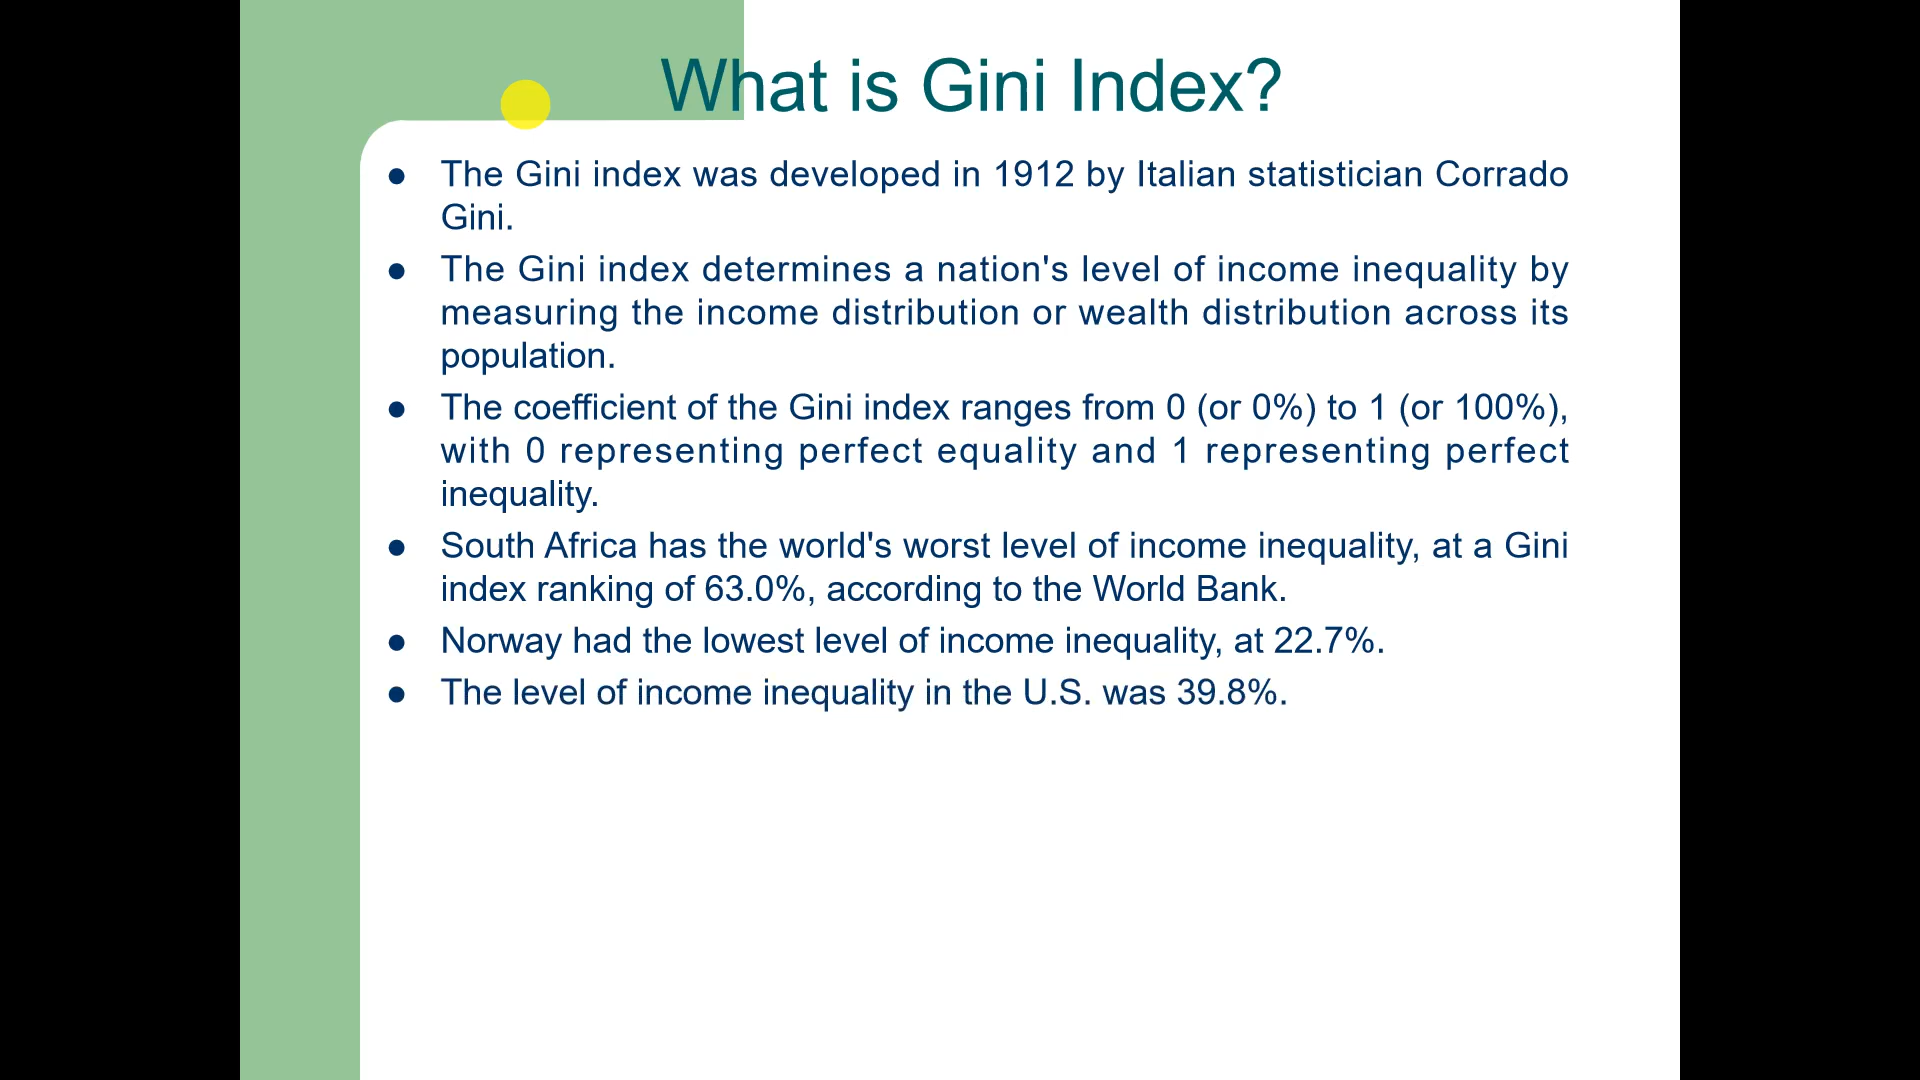 What is Gini Index?
● The Gini index was developed in 1912 by Italian statistician Corrado
Gini.
● The Gini index determines a nation's level of income inequality by
measuring the income distribution or wealth distribution across its
population.
● The coefficient of the Gini index ranges from 0 (or 0%) to 1 (or 100%),
with 0 representing perfect equality and 1 representing perfect
inequality.
● South Africa has the world's worst level of income inequality, at a Gini
index ranking of 63.0%, according to the World Bank.
● Norway had the lowest level of income inequality, at 22.7%.
● The level of income inequality in the U.S. was 39.8%.